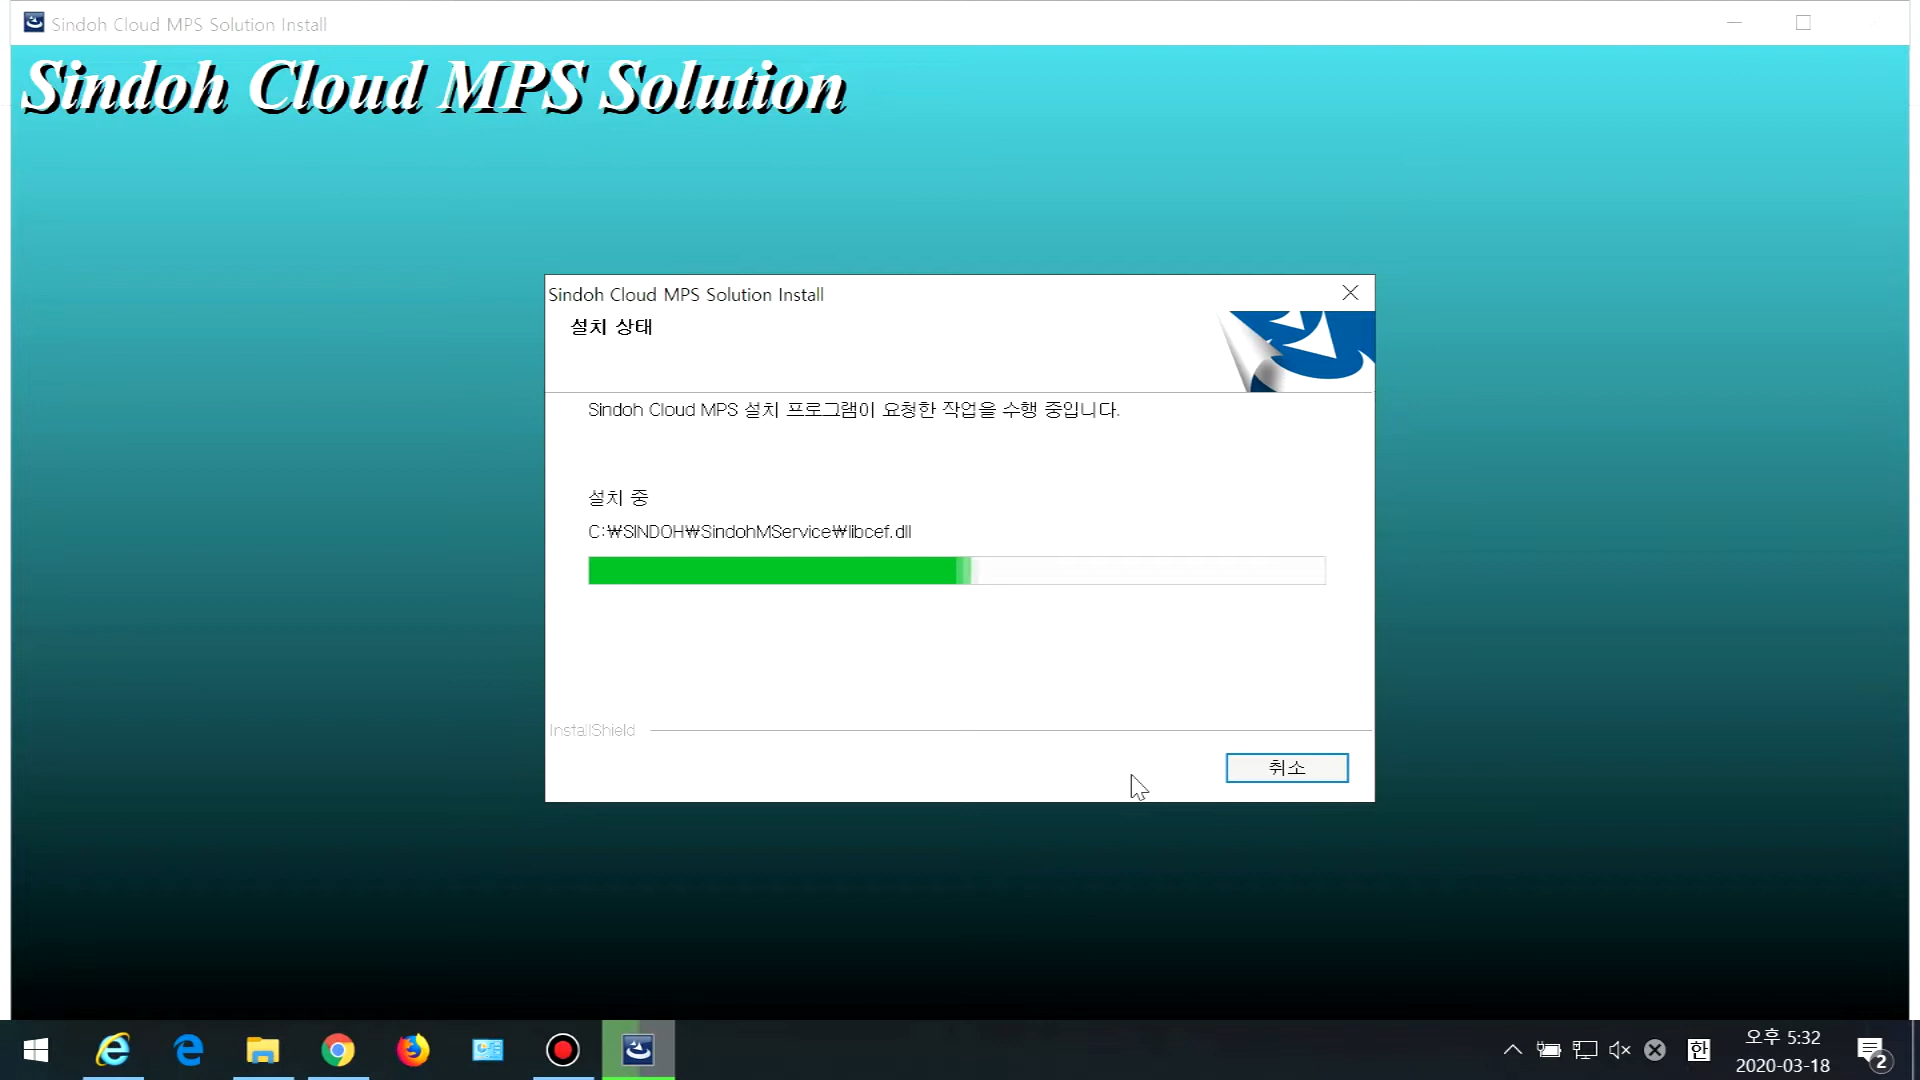 Sindoh Cloud MPS Solution Install
Sindoh Cloud MPS Solution
Sindoh Cloud MPS Solution Install
설치 상태
Sindoh Cloud MPS 설치 프로그램이 요청한 작업을 수행 중입니다.
설치 중
C:₩SINDOH₩SindohMService₩libcef.dll
InstallShield
취소
한
오후 5:32
2020-03-18
2